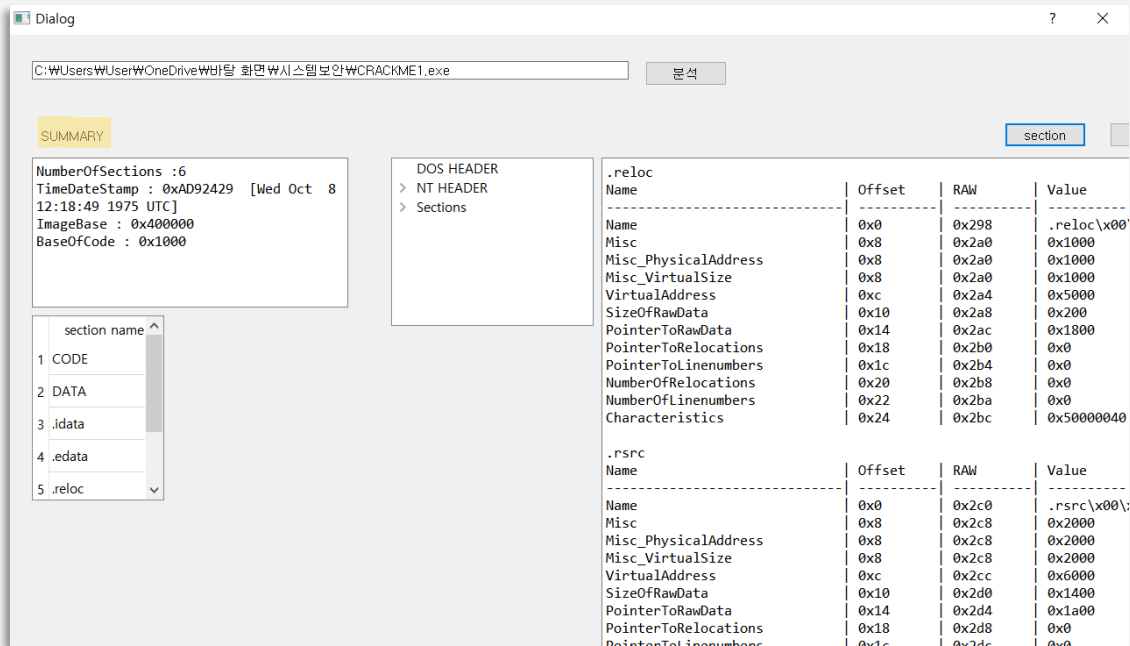 Dialog
? ×
C:₩Users₩User₩OneDrive₩바탕 화면₩시스템보안₩CRACKME1.exe
분석
SUMMARY
section
NumberOfSections :6
TimeDateStamp : 0xAD92429  [Wed Oct  8
12:18:49 1975 UTC]
ImageBase : 0x400000
BaseOfCode : 0x1000
section name
1 CODE
2 DATA
3 .idata
4 .edata
5 .reloc
DOS HEADER
> NT HEADER
> Sections
.reloc
Name | Offset | RAW | Value
------------------------------| ----------| ----------| ----------
Name | 0x0 | 0x298 | .reloc\x00\
Misc | 0x8 | 0x2a0 | 0x1000
Misc_PhysicalAddress | 0x8 | 0x2a0 | 0x1000
Misc_VirtualSize | 0x8 | 0x2a0 | 0x1000
VirtualAddress | 0xc | 0x2a4 | 0x5000
SizeOfRawData | 0x10 | 0x2a8 | 0x200
PointerToRawData | 0x14 | 0x2ac | 0x1800
PointerToRelocations | 0x18 | 0x2b0 | 0x0
PointerToLinenumbers | 0x1c | 0x2b4 | 0x0
NumberOfRelocations | 0x20 | 0x2b8 | 0x0
NumberOfLinenumbers | 0x22 | 0x2ba | 0x0
Characteristics | 0x24 | 0x2bc | 0x50000040
.rsrc
Name | Offset | RAW | Value
------------------------------| ----------| ----------| ----------
Name | 0x0 | 0x2c0 | .rsrc\x00\
Misc | 0x8 | 0x2c8 | 0x2000
Misc_PhysicalAddress | 0x8 | 0x2c8 | 0x2000
Misc_VirtualSize | 0x8 | 0x2c8 | 0x2000
VirtualAddress | 0xc | 0x2cc | 0x6000
SizeOfRawData | 0x10 | 0x2d0 | 0x1400
PointerToRawData | 0x14 | 0x2d4 | 0x1a00
PointerToRelocations | 0x18 | 0x2d8 | 0x0
PointerToLinenumbers | 0x1c | 0x2dc | 0x0